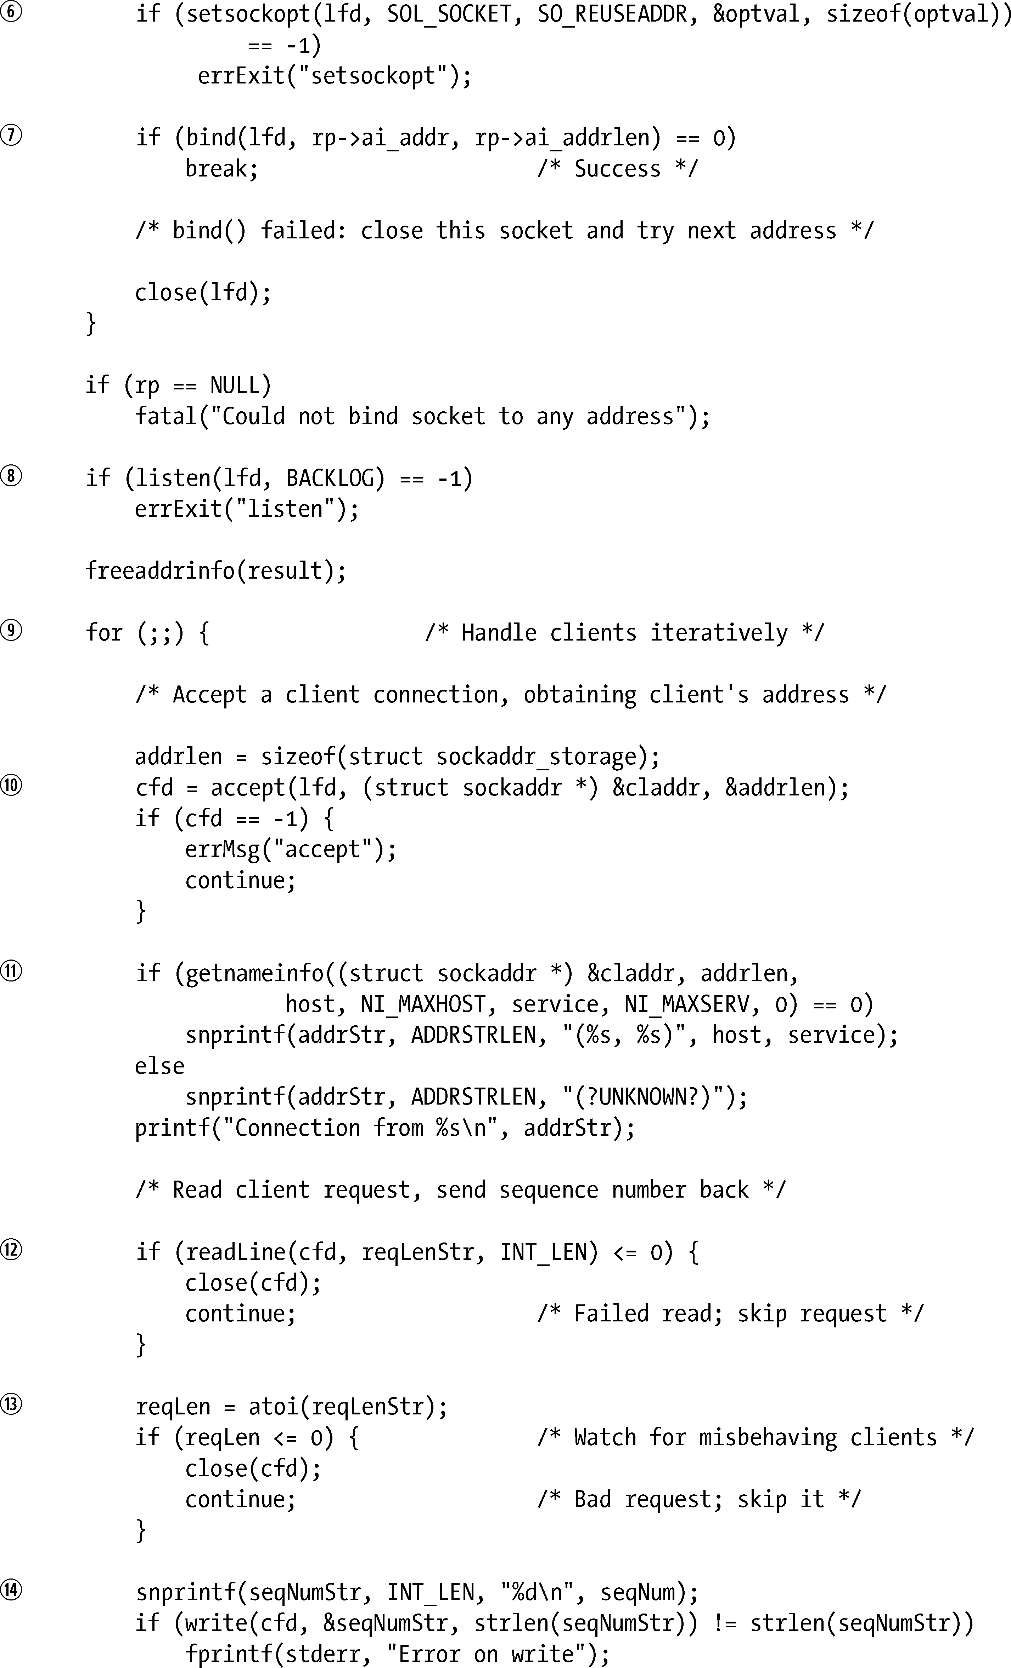 ⑥ if (setsockopt(lfd, SOL_SOCKET, SO_REUSEADDR, &optval, sizeof(optval))
== -1)
errExit("setsockopt");
⑦ if (bind(lfd, rp->ai_addr, rp->ai_addrlen) == 0)
break; /* Success */
/* bind() failed: close this socket and try next address */
close(lfd);
}
if (rp == NULL)
fatal("Could not bind socket to any address");
⑧ if (listen(lfd, BACKLOG) == -1)
errExit("listen");
freeaddrinfo(result);
⑨ for (;;) { /* Handle clients iteratively */
/* Accept a client connection, obtaining client's address */
addrlen = sizeof(struct sockaddr_storage);
⑩ cfd = accept(lfd, (struct sockaddr *) &claddr, &addrlen);
if (cfd == -1) {
errMsg("accept");
continue;
}
⑪ if (getnameinfo((struct sockaddr *) &claddr, addrlen,
host, NI_MAXHOST, service, NI_MAXSERV, 0) == 0)
snprintf(addrStr, ADDRSTRLEN, "(%s, %s)", host, service);
else
snprintf(addrStr, ADDRSTRLEN, "(?UNKNOWN?)");
printf("Connection from %s\n", addrStr);
/* Read client request, send sequence number back */
⑫ if (readLine(cfd, reqLenStr, INT_LEN) <= 0) {
close(cfd);
continue; /* Failed read; skip request */
}
⑬ reqLen = atoi(reqLenStr);
if (reqLen <= 0) { /* Watch for misbehaving clients */
close(cfd);
continue; /* Bad request; skip it */
}
⑭ snprintf(seqNumStr, INT_LEN, "%d\n", seqNum);
if (write(cfd, &seqNumStr, strlen(seqNumStr)) != strlen(seqNumStr))
fprintf(stderr, "Error on write");